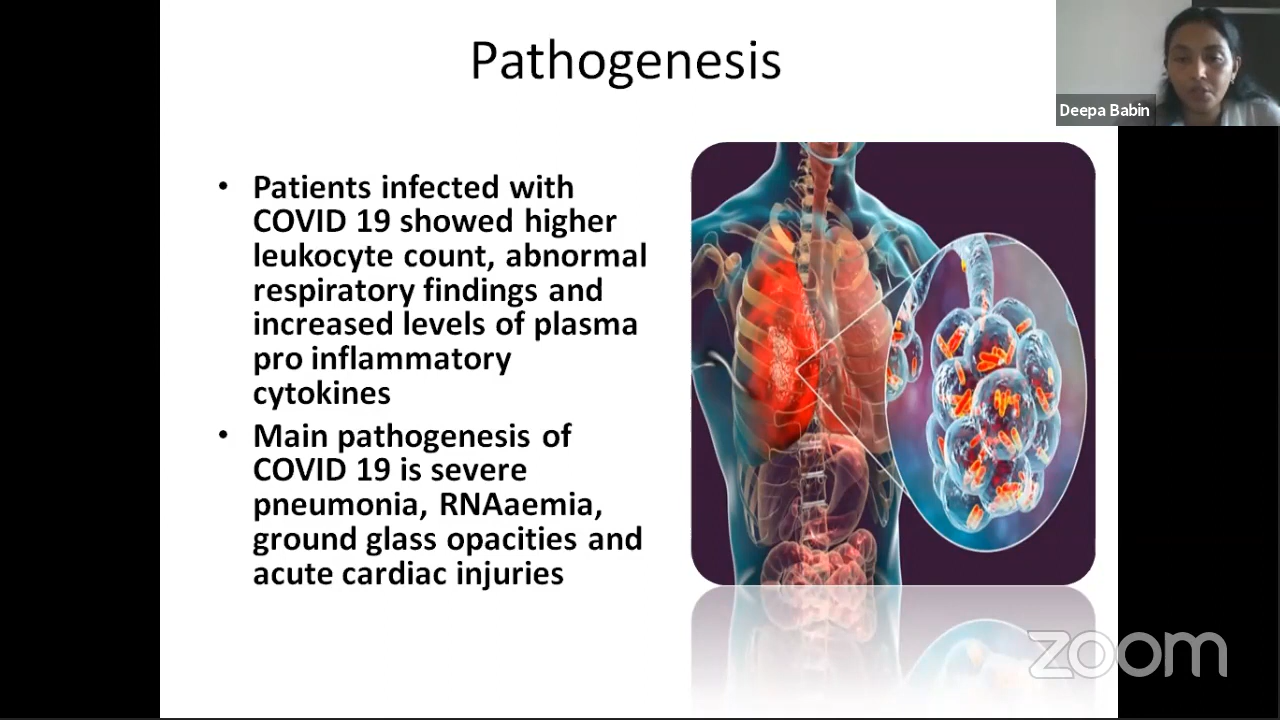 Pathogenesis
Deepa Babin
• Patients infected with
COVID 19 showed higher
leukocyte count, abnormal
respiratory findings and
increased levels of plasma
pro inflammatory
cytokines
• Main pathogenesis of
COVID 19 is severe
pneumonia, RNAaemia,
ground glass opacities and
acute cardiac injuries
zoom